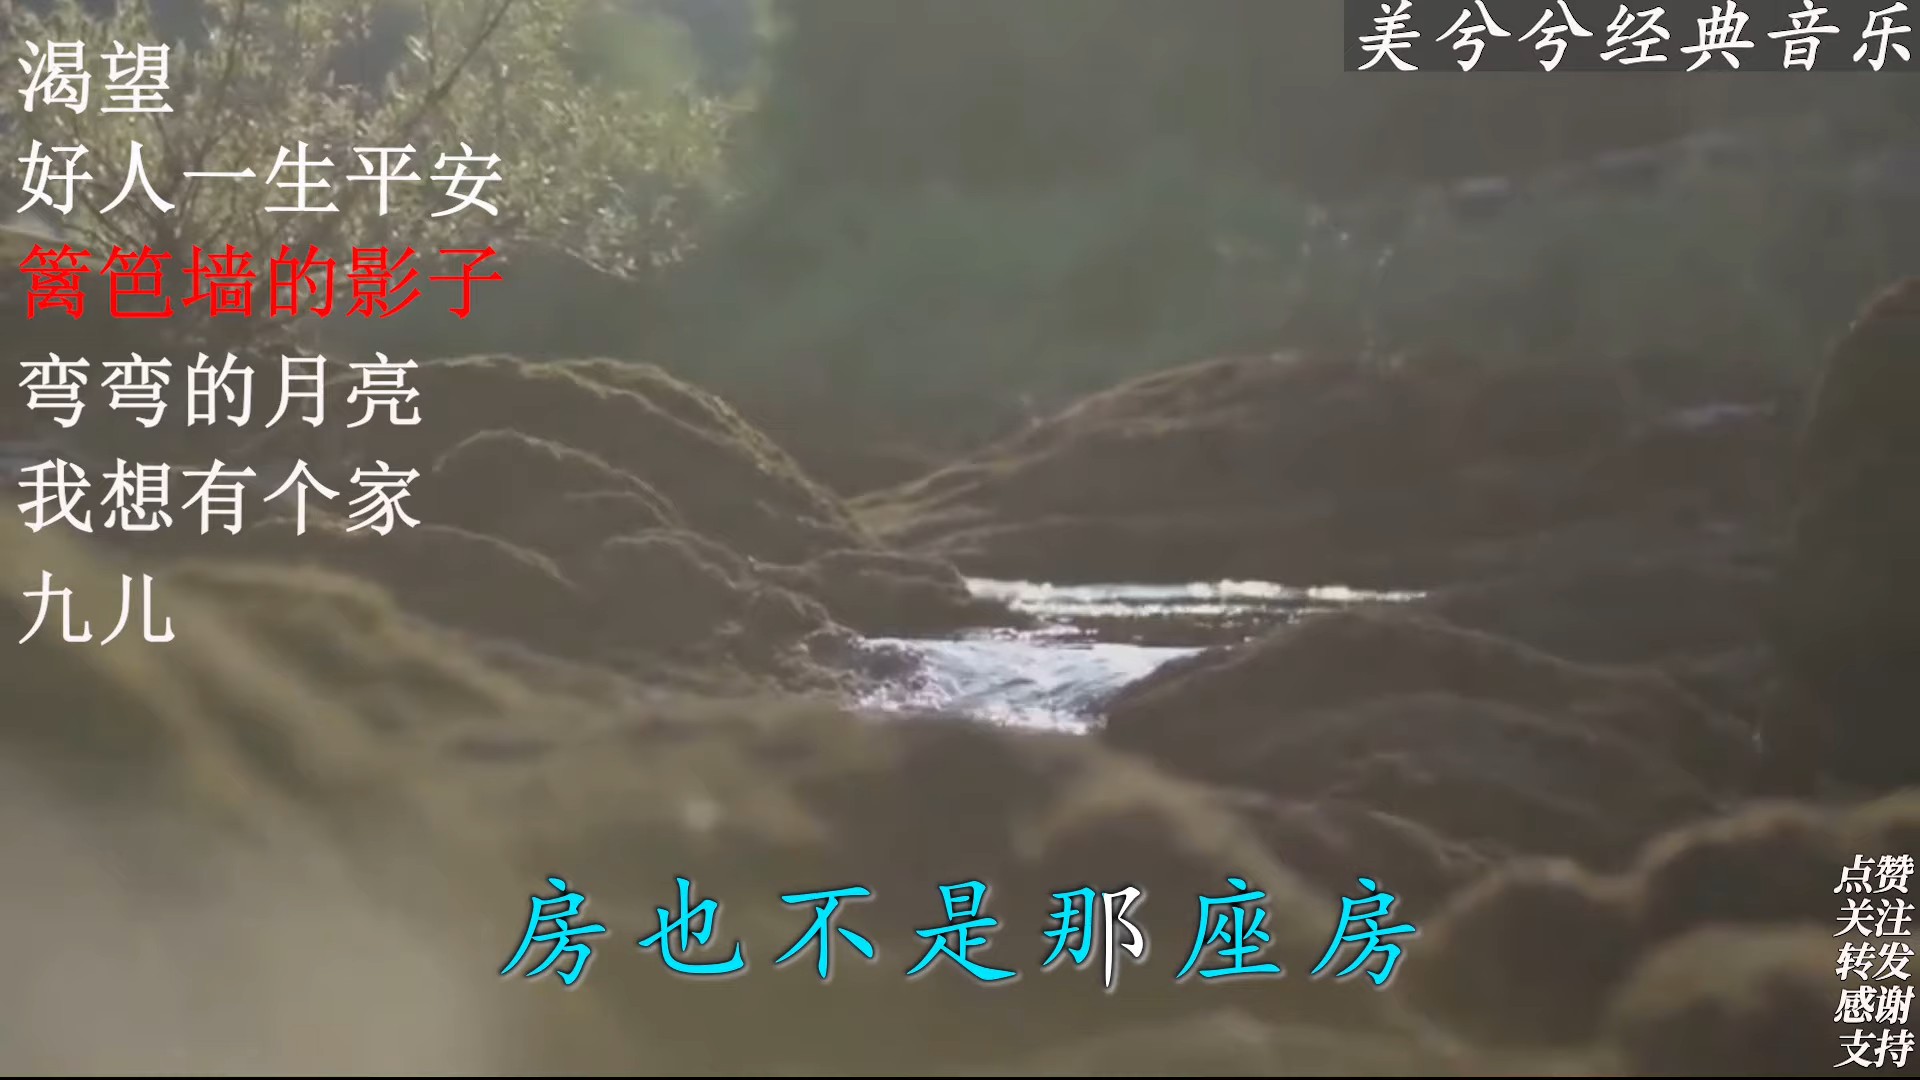 美兮兮经典音乐
渴望
好人一生平安
篱笆墙的影子
弯弯的月亮
我想有个家
九儿
房也不是那座房
点赞
关注
转发
感谢
支持